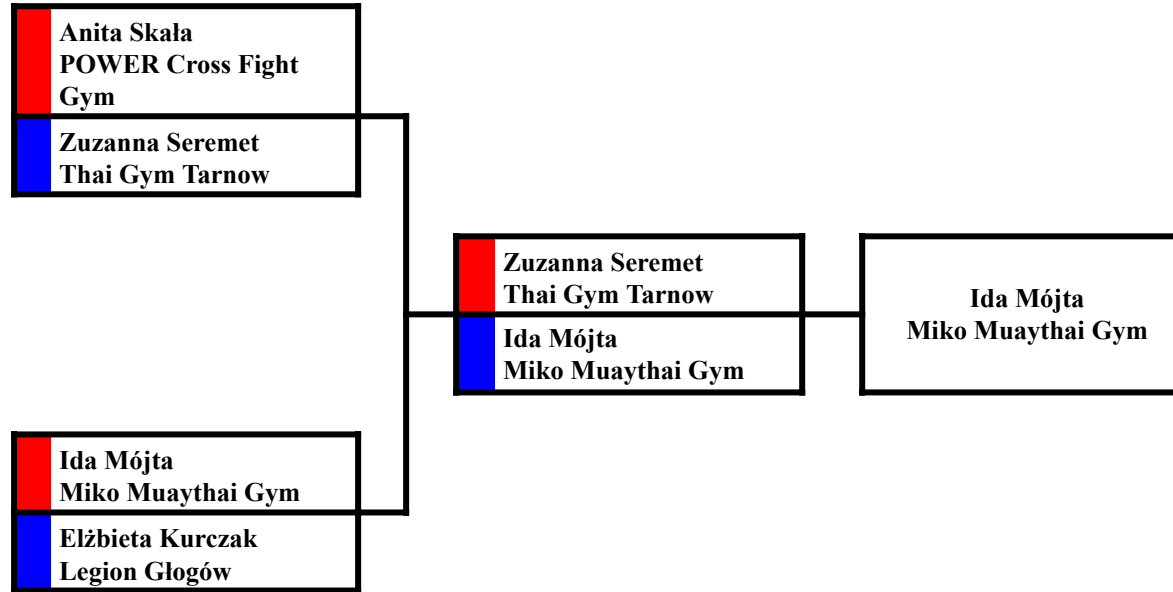 Anita Skała
POWER Cross Fight
Gym
Zuzanna Seremet
Thai Gym Tarnow
Zuzanna Seremet
Thai Gym Tarnow
Ida Mójta
Miko Muaythai Gym
Ida Mójta
Miko Muaythai Gym
Ida Mójta
Miko Muaythai Gym
Elżbieta Kurczak
Legion Głogów